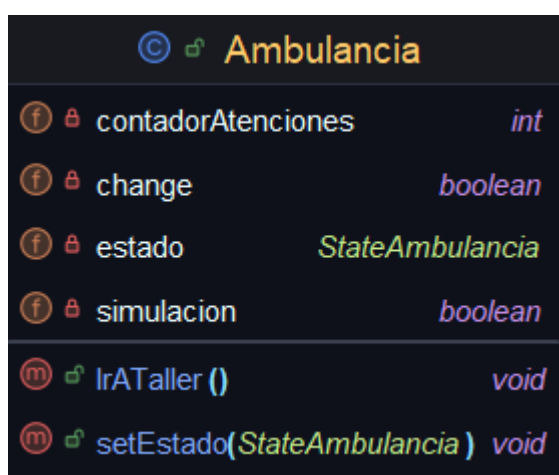 Ambulancia
contadorAtenciones int
change boolean
estado StateAmbulancia
simulacion boolean
IrATaller () void
setEstado(StateAmbulancia) void